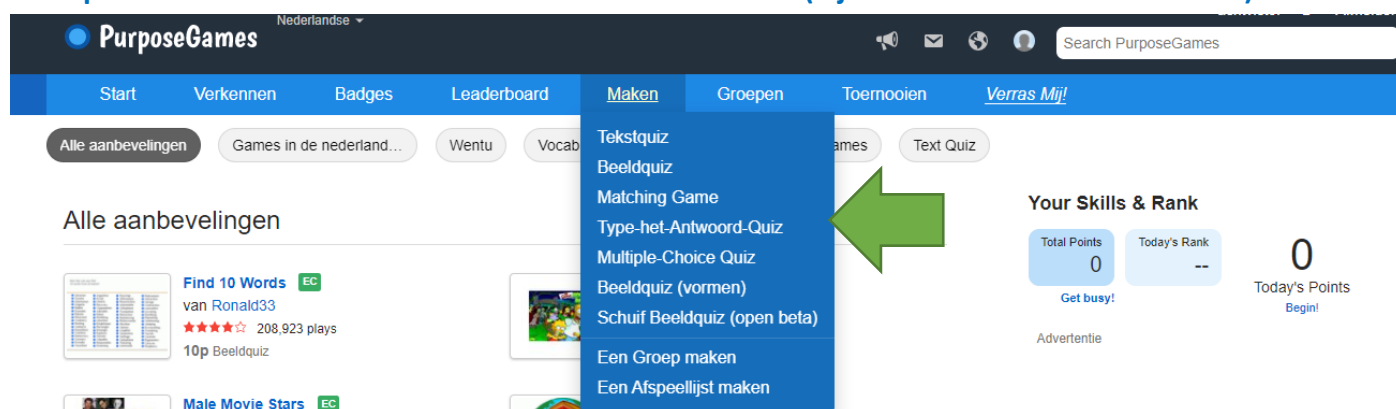 Nederlandse
PurposeGames
Search PurposeGames
Start Verkennen Badges Leaderboard Maken Groepen Toernooien Verras Mij!
Alle aanbevelingen Games in de nederland... Wentu Text Quiz
Tekstquiz
Beeldquiz
Matching Game
Type-het-Antwoord-Quiz
Multiple-Choice Quiz
Beeldquiz (vormen)
Schuif Beeldquiz (open beta)
Een Groep maken
Een Afspeellijst maken
Alle aanbevelingen
Find 10 Words EC
van Ronald33
208,923 plays
10p Beeldquiz
Male Movie Stars EC
Your Skills & Rank
Total Points
0
Get busy!
Today's Rank
--
0
Today's Points
Begin!
Advertentie